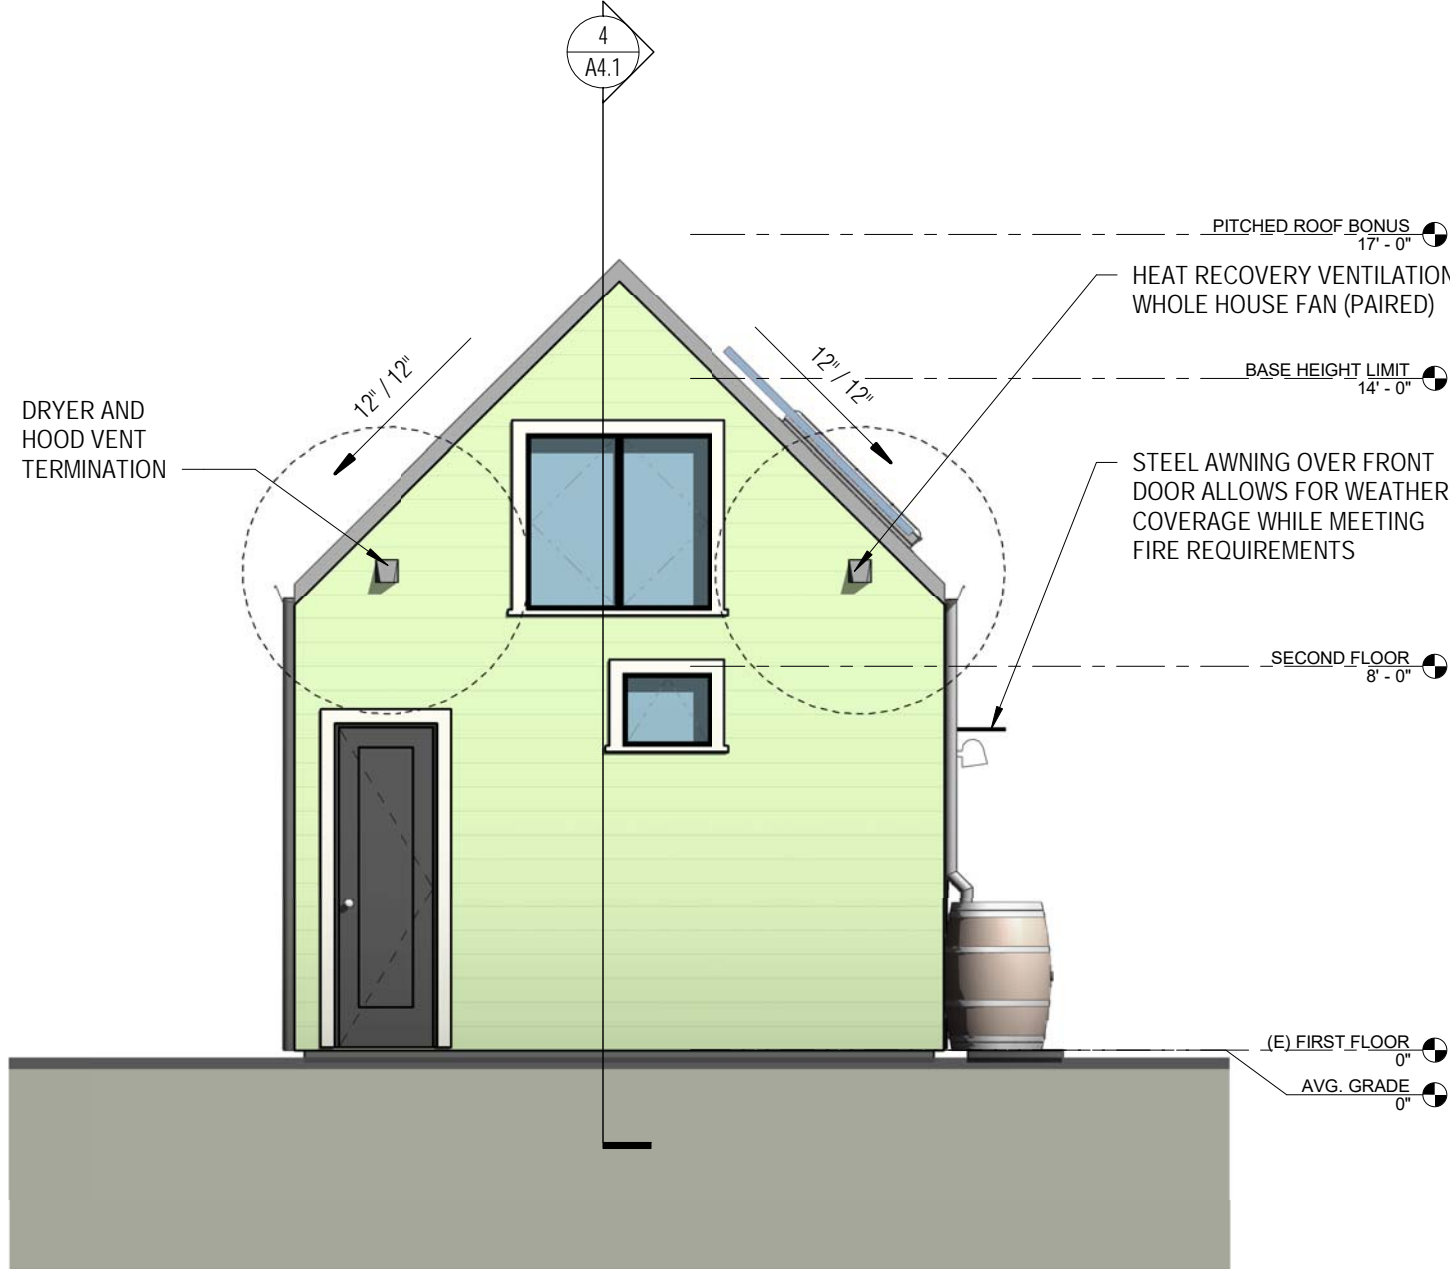 4
A4.1
PITCHED ROOF BONUS
17' - 0"
HEAT RECOVERY VENTILATION
WHOLE HOUSE FAN (PAIRED)
12" / 12"
12" / 12"
BASE HEIGHT LIMIT
14' - 0"
DRYER AND
HOOD VENT
TERMINATION
STEEL AWNING OVER FRONT
DOOR ALLOWS FOR WEATHER
COVERAGE WHILE MEETING
FIRE REQUIREMENTS
SECOND FLOOR
8' - 0"
(E) FIRST FLOOR
0"
AVG. GRADE
0"